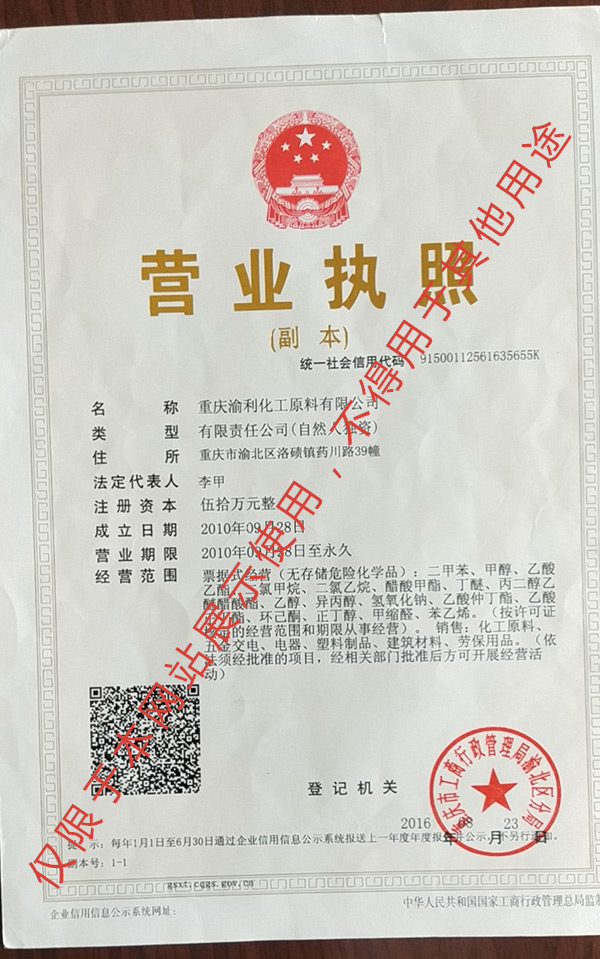 营业执照
(副 本)
统一社会信用代码 91500112561635655K
名 称 重庆渝利化工原料有限公司
类 型 有限责任公司(自然人独资)
住 所 重庆市渝北区洛碛镇药川路39幢
法定代表人 李甲
注册资本 伍拾万元整
成立日期 2010年09月28日
营业期限 2010年09月28日至永久
经营范围 票据式经营（无存储危险化学品）：二甲苯、甲醇、乙酸
乙酯、二氯甲烷、二氯乙烷、醋酸甲酯、丁醚、丙二醇乙
醚醋酸酯、乙醇、异丙醇、氢氧化钠、乙酸仲丁酯、乙酸
丁酯、环己酮、正丁醇、甲缩醛、苯乙烯。（按许可证
的经营范围和期限从事经营）。销售：化工原料、
五金交电、电器、塑料制品、建筑材料、劳保用品。（依
法须经批准的项目，经相关部门批准后方可开展经营活
动）
登记机关
重庆市工商行政管理局渝北区分局
2016 08 23
年 月 日
提示：每年1月1日至6月30日通过企业信用信息公示系统报送上一年度年度报告并公示，不另行通知。
副本号：1-1
gsxt.cqgs.gov.cn
企业信用信息公示系统网址：
中华人民共和国国家工商行政管理总局监制
仅限于本网站展示使用，不得用于其他用途